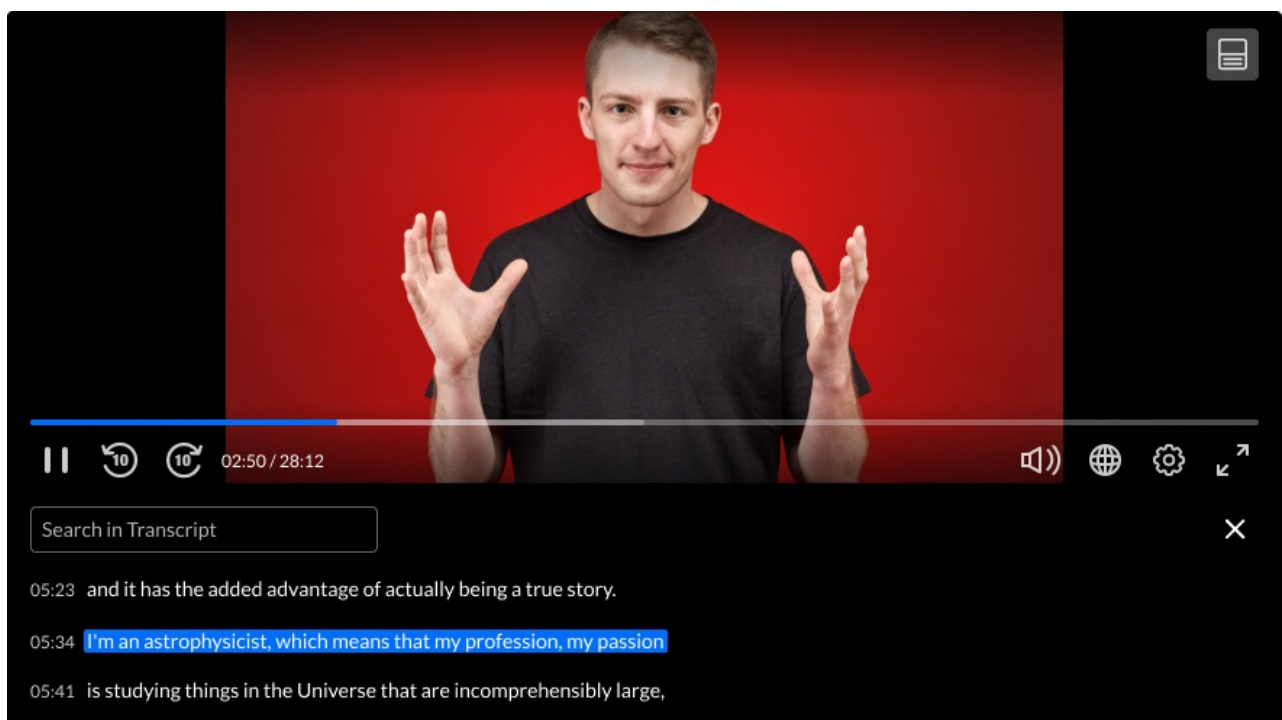 10 10 02:50 / 28:12
Search in Transcript
05:23 and it has the added advantage of actually being a true story.
05:34 I'm an astrophysicist, which means that my profession, my passion
05:41 is studying things in the Universe that are incomprehensibly large,